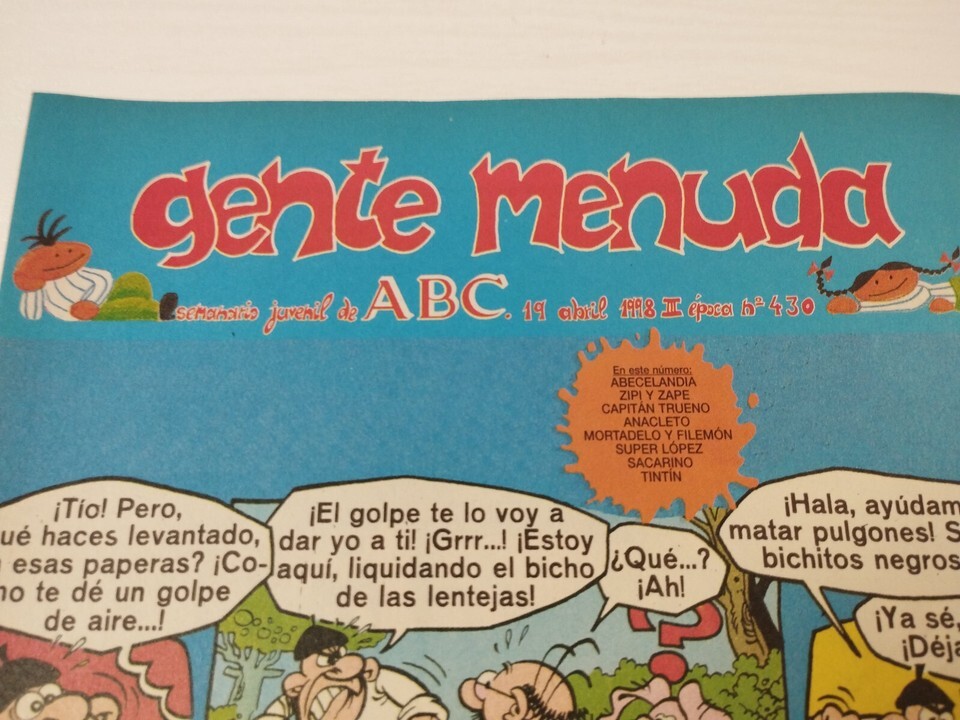 gente menuda
semanario juvenil de ABC. 19 abril 1998 III época nº 430
En este número:
ABECELANDIA
ZIPI Y ZAPE
CAPITÁN TRUENO
ANACLETO
MORTADELO Y FILEMÓN
SUPER LÓPEZ
SACARINO
TINTÍN
¡Tío! Pero,
ué haces levantado,
esas paperas? ¡Co-
mo te dé un golpe
de aire...!
¡El golpe te lo voy a
dar yo a ti! ¡Grrr...! ¡Estoy
aquí, liquidando el bicho
de las lentejas!
¿Qué...?
¡Ah!
¡Hala, ayúdam
matar pulgones! S
bichitos negros
¡Ya sé,
¡Déja
?